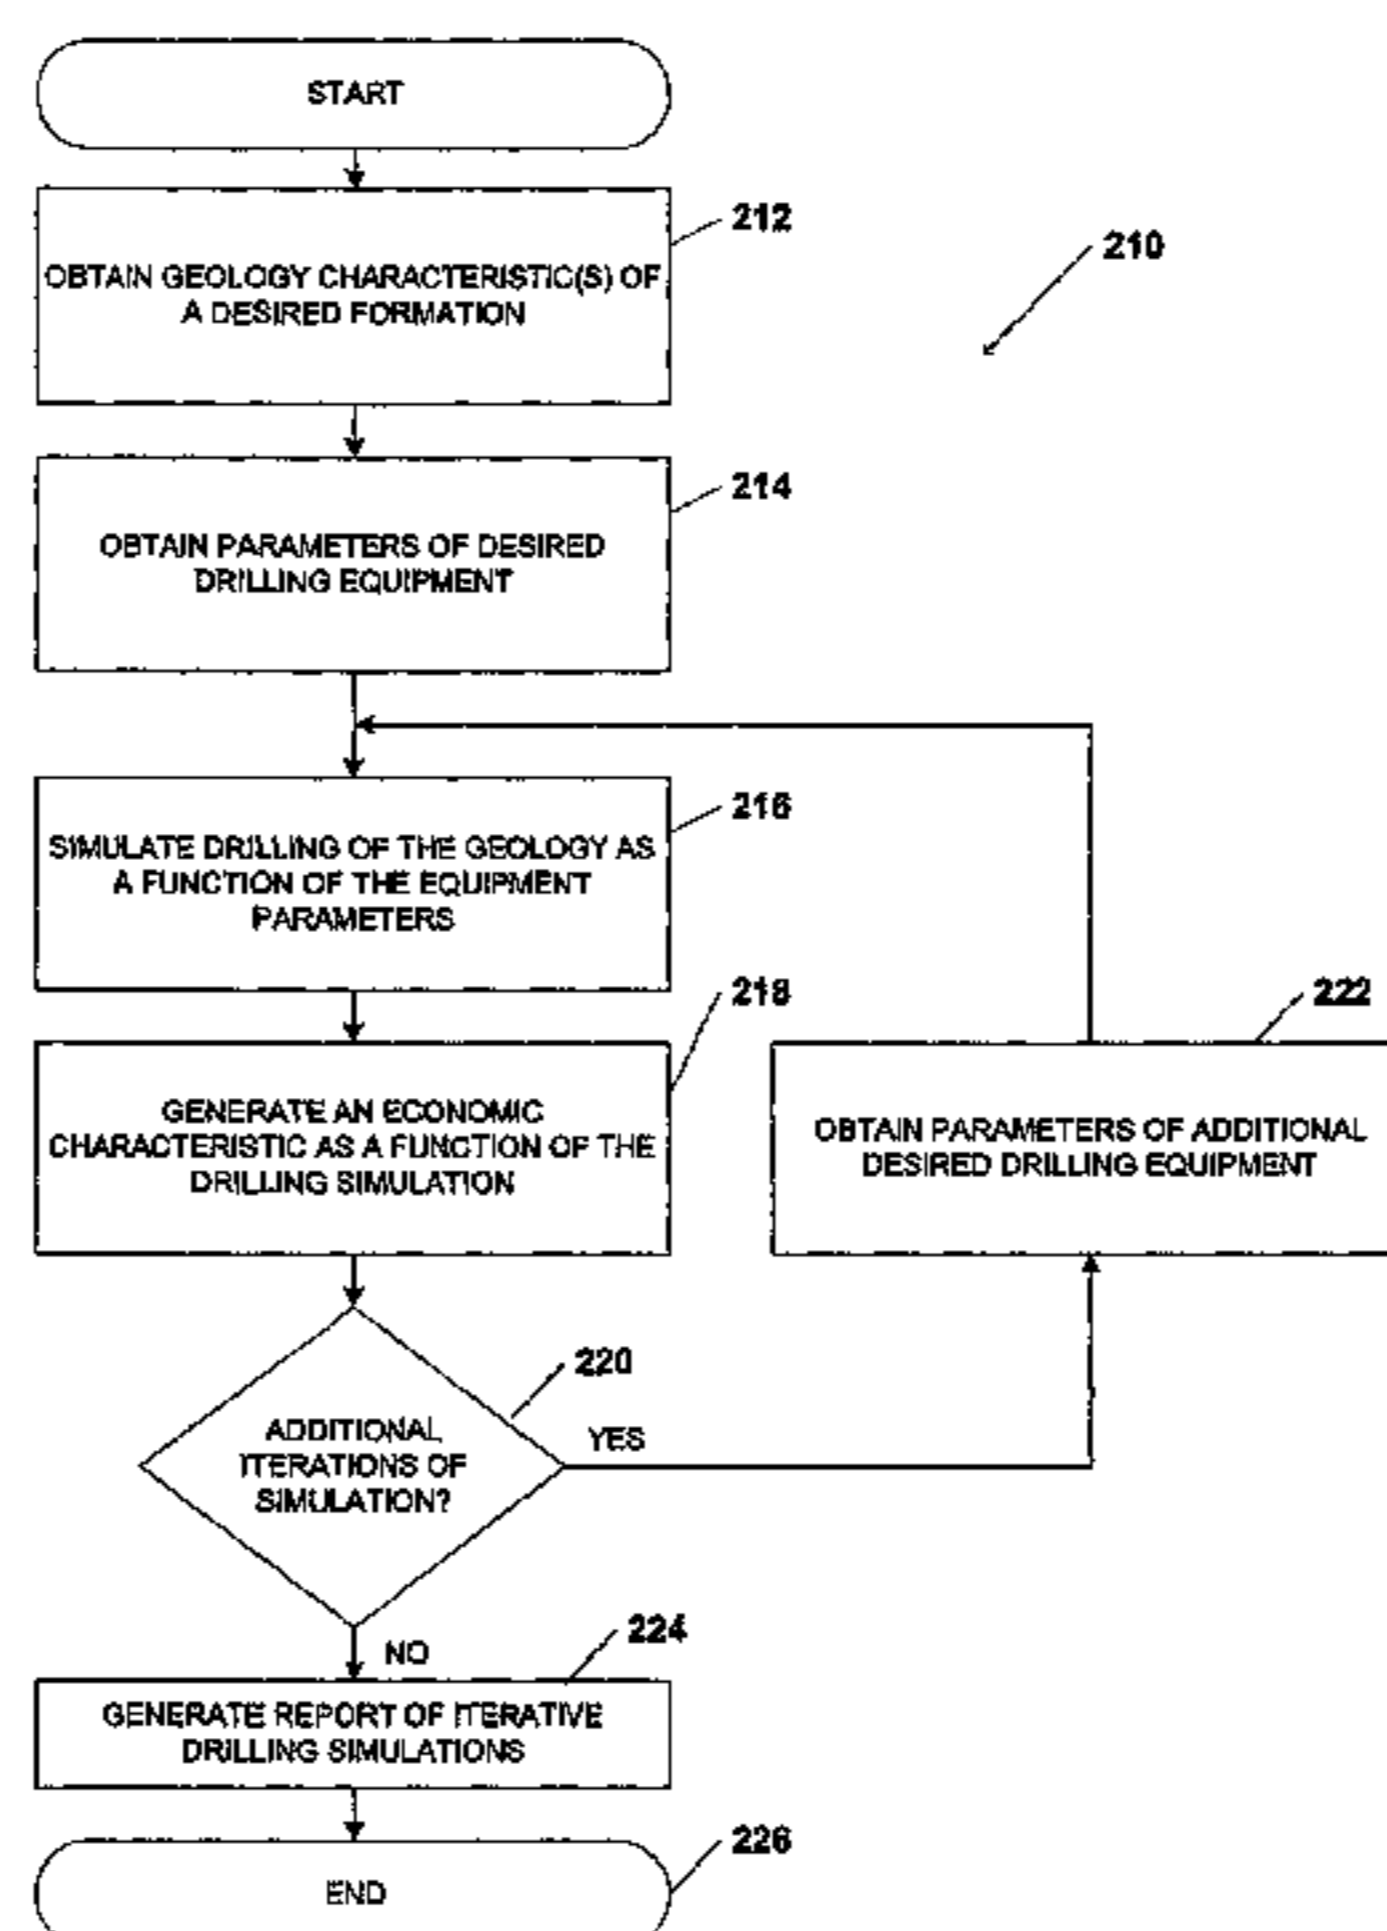 START
212
210
OBTAIN GEOLOGY CHARACTERISTIC(S) OF
A DESIRED FORMATION
214
OBTAIN PARAMETERS OF DESIRED
DRILLING EQUIPMENT
216
SIMULATE DRILLING OF THE GEOLOGY AS
A FUNCTION OF THE EQUIPMENT
PARAMETERS
218
222
GENERATE AN ECONOMIC
CHARACTERISTIC AS A FUNCTION OF THE
DRILLING SIMULATION
OBTAIN PARAMETERS OF ADDITIONAL
DESIRED DRILLING EQUIPMENT
220
ADDITIONAL
ITERATIONS OF
SIMULATION?
YES
NO
224
GENERATE REPORT OF ITERATIVE
DRILLING SIMULATIONS
226
END